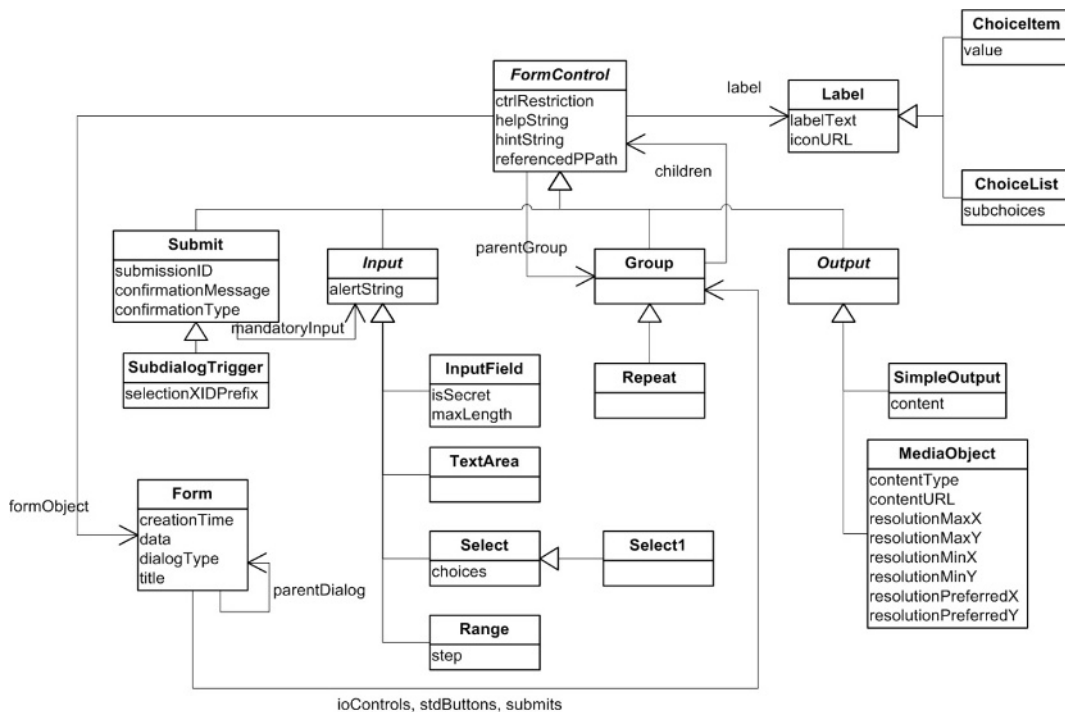 ChoiceItem
value
FormControl
ctrlRestriction
helpString
hintString
referencedPPath
label
Label
labelText
iconURL
children
ChoiceList
subchoices
Submit
submissionID
confirmationMessage
confirmationType
Input
alertString
parentGroup
Group
Output
mandatoryInput
SubdialogTrigger
selectionXIDPrefix
InputField
isSecret
maxLength
Repeat
SimpleOutput
content
TextArea
MediaObject
contentType
contentURL
resolutionMaxX
resolutionMaxY
resolutionMinX
resolutionMinY
resolutionPreferredX
resolutionPreferredY
formObject
Form
creationTime
data
dialogType
title
parentDialog
Select
choices
Select1
Range
step
ioControls, stdButtons, submits